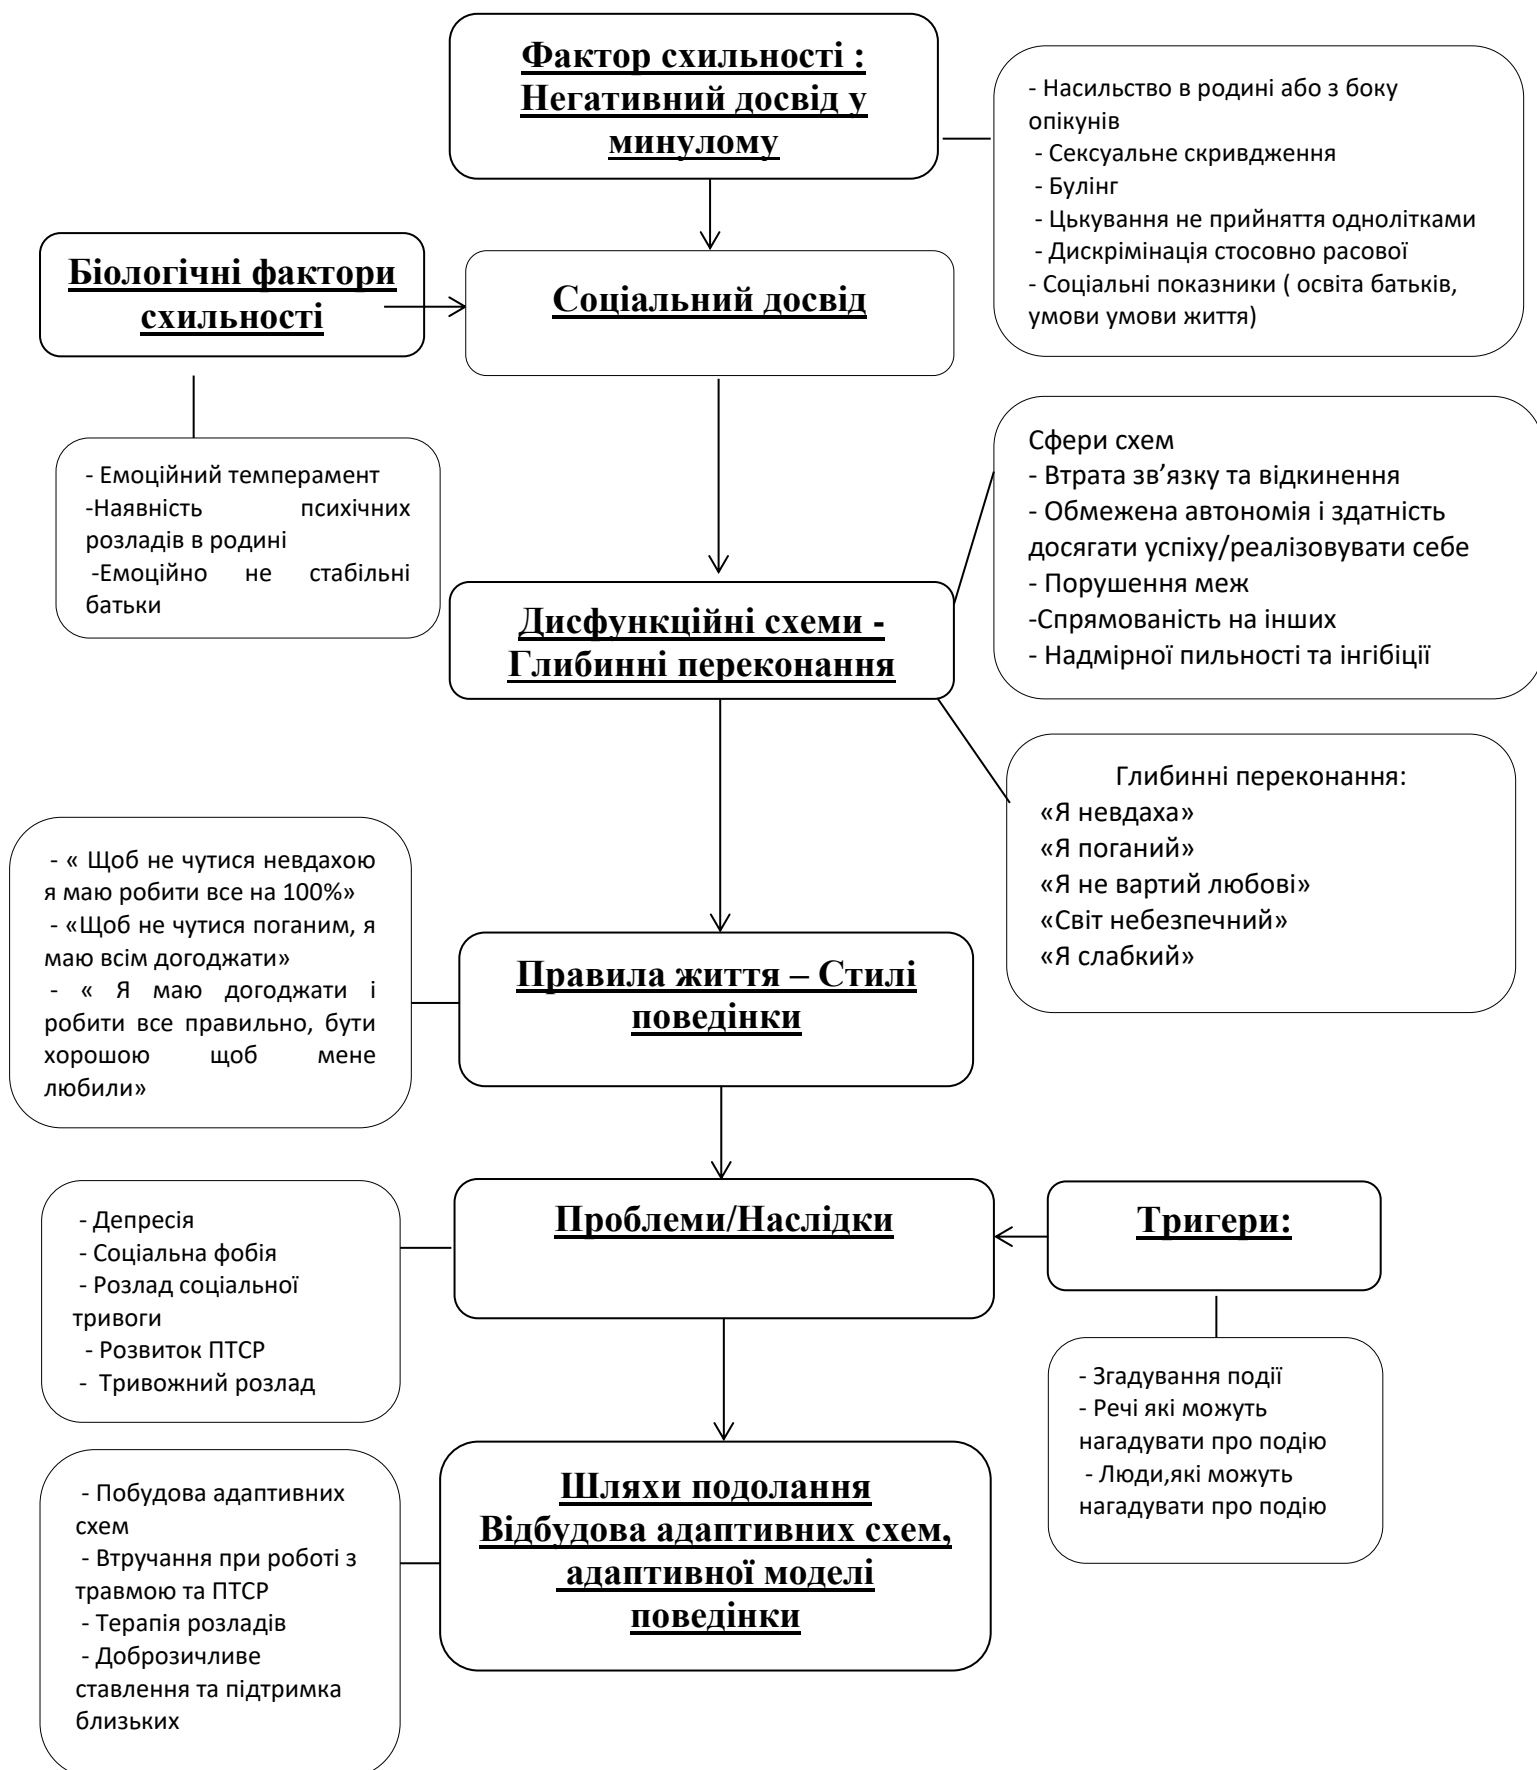 Фактор схильності :
Негативний досвід у
минулому
- Насильство в родині або з боку
опікунів
- Сексуальне скривдження
- Булінг
- Цькування не прийняття однолітками
- Дискрімінація стосовно расової
- Соціальні показники ( освіта батьків,
умови умови життя)
Біологічні фактори
схильності
Соціальний досвід
- Емоційний темперамент
-Наявність психічних
розладів в родині
-Емоційно не стабільні
батьки
Сфери схем
- Втрата зв’язку та відкинення
- Обмежена автономія і здатність
досягати успіху/реалізовувати себе
- Порушення меж
-Спрямованість на інших
- Надмірної пильності та інгібіції
Дисфункційні схеми -
Глибинні переконання
Глибинні переконання:
«Я невдаха»
«Я поганий»
«Я не вартий любові»
«Світ небезпечний»
«Я слабкий»
- « Щоб не чутися невдахою
я маю робити все на 100%»
- «Щоб не чутися поганим, я
маю всім догоджати»
- « Я маю догоджати і
робити все правильно, бути
хорошою щоб мене
любили»
Правила життя – Стилі
поведінки
- Депресія
- Соціальна фобія
- Розлад соціальної
тривоги
- Розвиток ПТСР
- Тривожний розлад
Проблеми/Наслідки
Тригери:
- Згадування події
- Речі які можуть
нагадувати про подію
- Люди,які можуть
нагадувати про подію
- Побудова адаптивних
схем
- Втручання при роботі з
травмою та ПТСР
- Терапія розладів
- Доброзичливе
ставлення та підтримка
близьких
Шляхи подолання
Відбудова адаптивних схем,
адаптивної моделі
поведінки